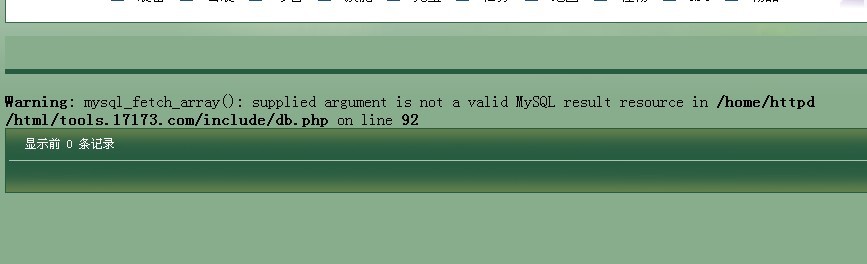 Warning: mysql_fetch_array(): supplied argument is not a valid MySQL result resource in /home/httpd
/html/tools.17173.com/include/db.php on line 92
显示前 0 条记录